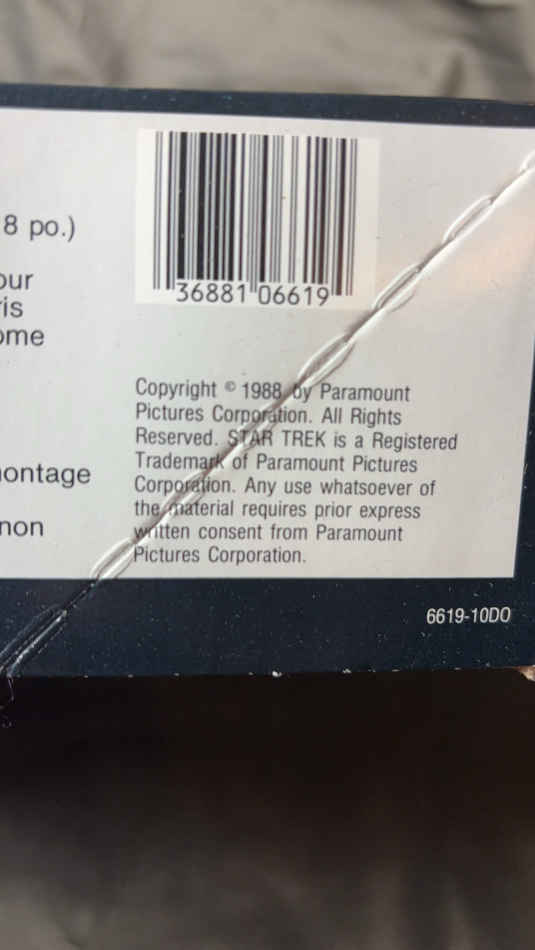 8 po.)
our
ris
ome
montage
non
36881 06619
Copyright © 1988 by Paramount
Pictures Corporation. All Rights
Reserved. STAR TREK is a Registered
Trademark of Paramount Pictures
Corporation. Any use whatsoever of
the material requires prior express
written consent from Paramount
Pictures Corporation.
6619-10DO